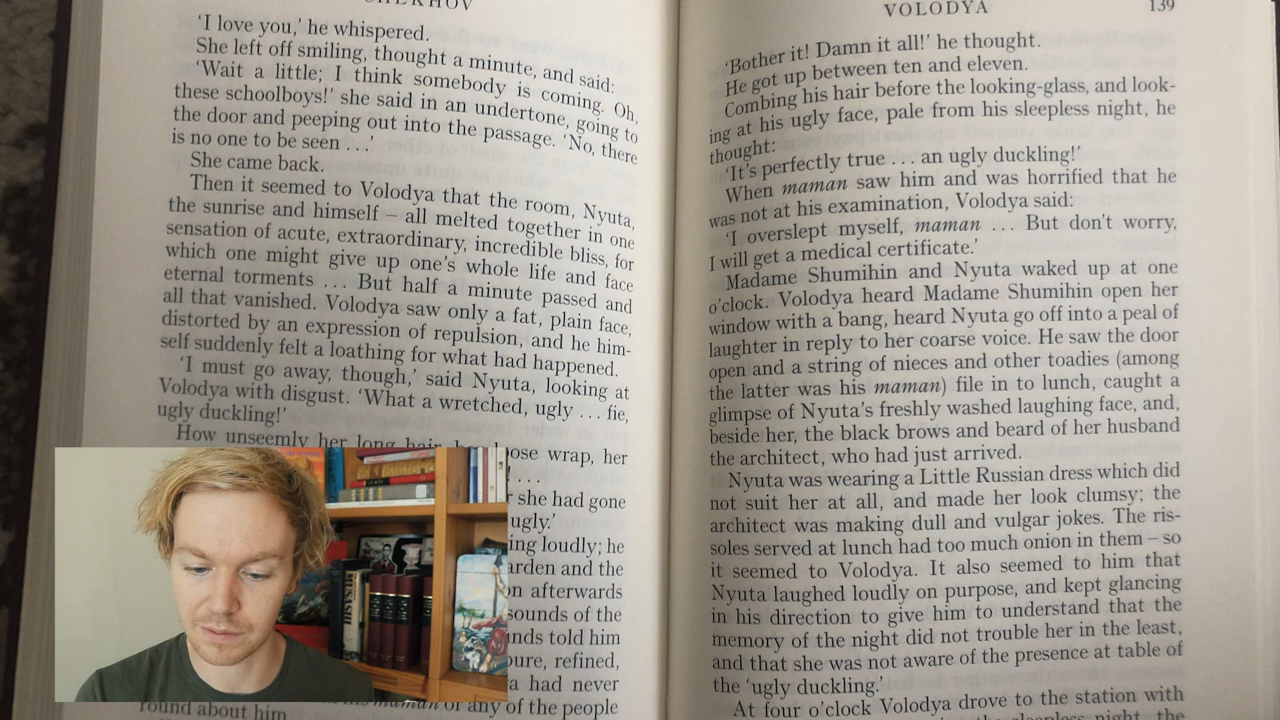 CHEKHOV
'I love you,' he whispered.
She left off smiling, thought a minute, and said:
'Wait a little; I think somebody is coming. Oh,
these schoolboys!' she said in an undertone, going to
the door and peeping out into the passage. 'No, there
is no one to be seen ...'
She came back.
Then it seemed to Volodya that the room, Nyuta,
the sunrise and himself – all melted together in one
sensation of acute, extraordinary, incredible bliss, for
which one might give up one's whole life and face
eternal torments ... But half a minute passed and
all that vanished. Volodya saw only a fat, plain face,
distorted by an expression of repulsion, and he him-
self suddenly felt a loathing for what had happened.
'I must go away, though,' said Nyuta, looking at
Volodya with disgust. 'What a wretched, ugly ... fie,
ugly duckling!'
How unseemly her long hair, her loose wrap, her
! ...
she had gone
ugly.'
ing loudly; he
arden and the
on afterwards
sounds of the
nds told him
pure, refined,
a had never
round about him
maman or any of the people
VOLODYA 139
'Bother it! Damn it all!' he thought.
He got up between ten and eleven.
Combing his hair before the looking-glass, and look-
ing at his ugly face, pale from his sleepless night, he
thought:
'It's perfectly true ... an ugly duckling!'
When maman saw him and was horrified that he
was not at his examination, Volodya said:
'I overslept myself, maman ... But don't worry,
I will get a medical certificate.'
Madame Shumihin and Nyuta waked up at one
o'clock. Volodya heard Madame Shumihin open her
window with a bang, heard Nyuta go off into a peal of
laughter in reply to her coarse voice. He saw the door
open and a string of nieces and other toadies (among
the latter was his maman) file in to lunch, caught a
glimpse of Nyuta's freshly washed laughing face, and,
beside her, the black brows and beard of her husband
the architect, who had just arrived.
Nyuta was wearing a Little Russian dress which did
not suit her at all, and made her look clumsy; the
architect was making dull and vulgar jokes. The ris-
soles served at lunch had too much onion in them – so
it seemed to Volodya. It also seemed to him that
Nyuta laughed loudly on purpose, and kept glancing
in his direction to give him to understand that the
memory of the night did not trouble her in the least,
and that she was not aware of the presence at table of
the 'ugly duckling.'
At four o'clock Volodya drove to the station with
sleepless night, the